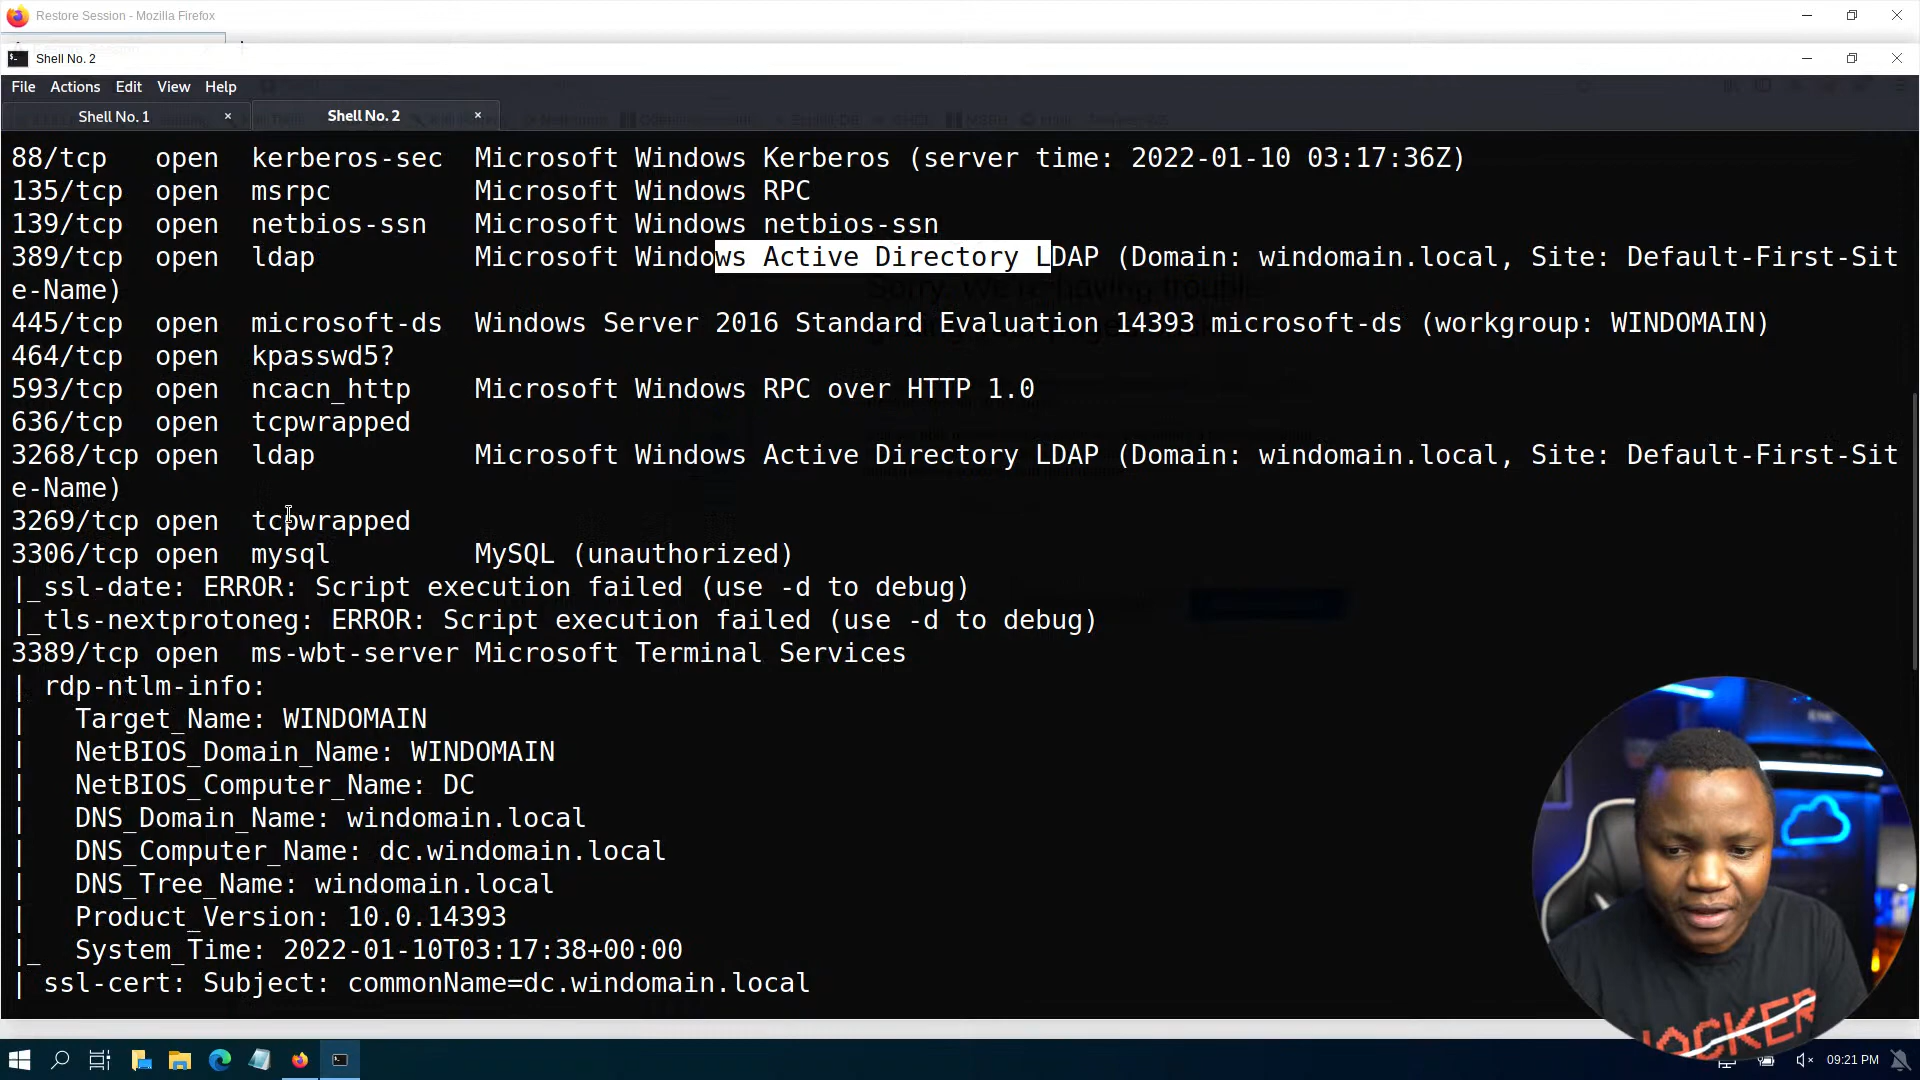 Restore Session - Mozilla Firefox
Shell No. 2
File Actions Edit View Help
Shell No. 1 × Shell No. 2 ×
88/tcp open kerberos-sec Microsoft Windows Kerberos (server time: 2022-01-10 03:17:36Z)
135/tcp open msrpc Microsoft Windows RPC
139/tcp open netbios-ssn Microsoft Windows netbios-ssn
389/tcp open ldap Microsoft Windows Active Directory LDAP (Domain: windomain.local, Site: Default-First-Sit
e-Name)
445/tcp open microsoft-ds Windows Server 2016 Standard Evaluation 14393 microsoft-ds (workgroup: WINDOMAIN)
464/tcp open kpasswd5?
593/tcp open ncacn_http Microsoft Windows RPC over HTTP 1.0
636/tcp open tcpwrapped
3268/tcp open ldap Microsoft Windows Active Directory LDAP (Domain: windomain.local, Site: Default-First-Sit
e-Name)
3269/tcp open tcpwrapped
3306/tcp open mysql MySQL (unauthorized)
|_ssl-date: ERROR: Script execution failed (use -d to debug)
|_tls-nextprotoneg: ERROR: Script execution failed (use -d to debug)
3389/tcp open ms-wbt-server Microsoft Terminal Services
| rdp-ntlm-info:
| Target_Name: WINDOMAIN
| NetBIOS_Domain_Name: WINDOMAIN
| NetBIOS_Computer_Name: DC
| DNS_Domain_Name: windomain.local
| DNS_Computer_Name: dc.windomain.local
| DNS_Tree_Name: windomain.local
| Product_Version: 10.0.14393
|_ System_Time: 2022-01-10T03:17:38+00:00
| ssl-cert: Subject: commonName=dc.windomain.local
09:21 PM